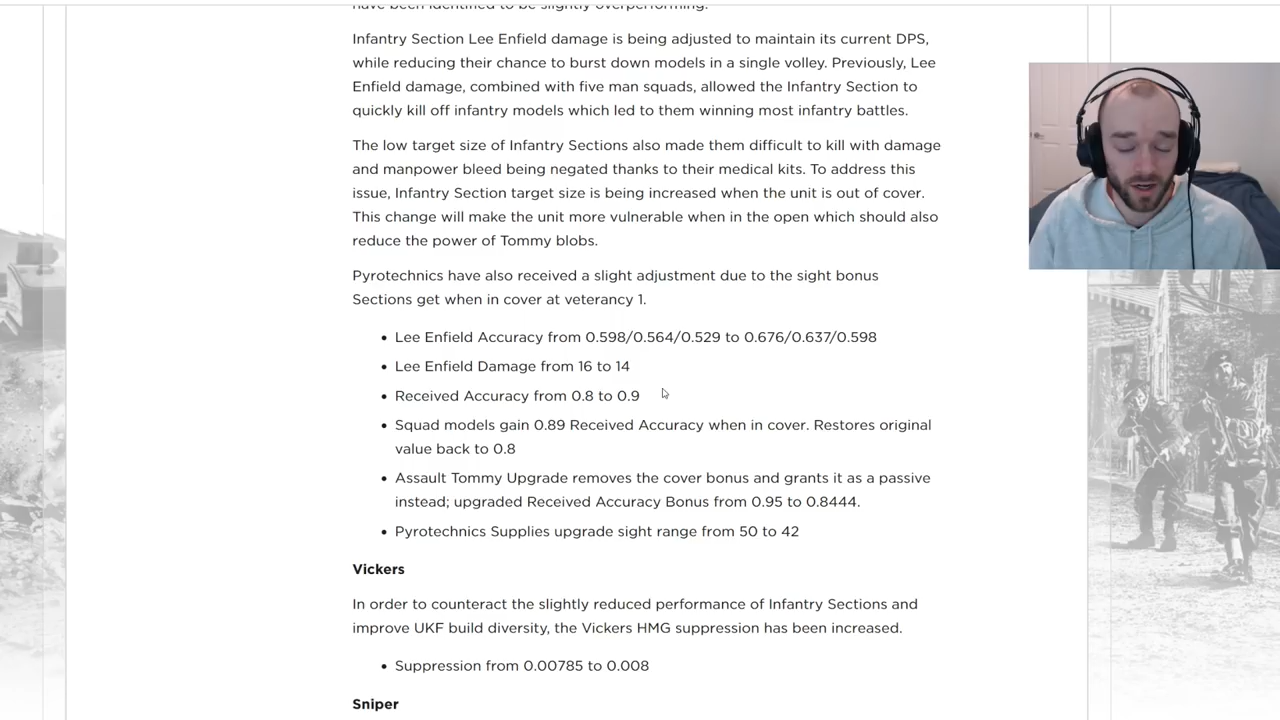 have been identified to be slightly overperforming.
Infantry Section Lee Enfield damage is being adjusted to maintain its current DPS,
while reducing their chance to burst down models in a single volley. Previously, Lee
Enfield damage, combined with five man squads, allowed the Infantry Section to
quickly kill off infantry models which led to them winning most infantry battles.
The low target size of Infantry Sections also made them difficult to kill with damage
and manpower bleed being negated thanks to their medical kits. To address this
issue, Infantry Section target size is being increased when the unit is out of cover.
This change will make the unit more vulnerable when in the open which should also
reduce the power of Tommy blobs.
Pyrotechnics have also received a slight adjustment due to the sight bonus
Sections get when in cover at veterancy 1.
• Lee Enfield Accuracy from 0.598/0.564/0.529 to 0.676/0.637/0.598
• Lee Enfield Damage from 16 to 14
• Received Accuracy from 0.8 to 0.9
• Squad models gain 0.89 Received Accuracy when in cover. Restores original
value back to 0.8
• Assault Tommy Upgrade removes the cover bonus and grants it as a passive
instead; upgraded Received Accuracy Bonus from 0.95 to 0.8444.
• Pyrotechnics Supplies upgrade sight range from 50 to 42
Vickers
In order to counteract the slightly reduced performance of Infantry Sections and
improve UKF build diversity, the Vickers HMG suppression has been increased.
• Suppression from 0.00785 to 0.008
Sniper